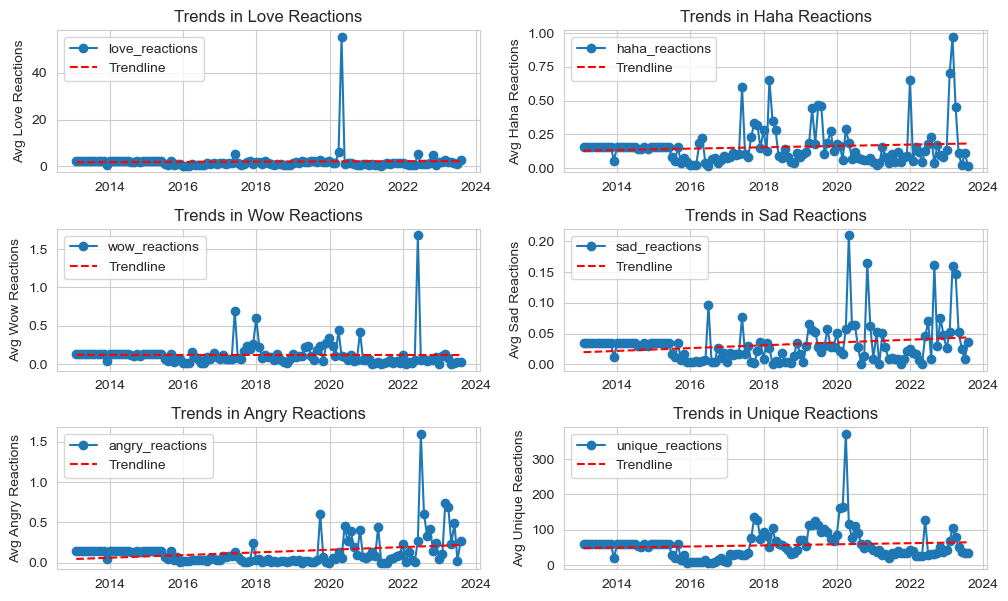 Trends in Love Reactions
Avg Love Reactions
love_reactions
Trendline
40
20
0
2014 2016 2018 2020 2022 2024
Trends in Haha Reactions
Avg Haha Reactions
haha_reactions
Trendline
1.00
0.75
0.50
0.25
0.00
2014 2016 2018 2020 2022 2024
Trends in Wow Reactions
Avg Wow Reactions
wow_reactions
Trendline
1.5
1.0
0.5
0.0
2014 2016 2018 2020 2022 2024
Trends in Sad Reactions
Avg Sad Reactions
sad_reactions
Trendline
0.20
0.15
0.10
0.05
0.00
2014 2016 2018 2020 2022 2024
Trends in Angry Reactions
Avg Angry Reactions
angry_reactions
Trendline
1.5
1.0
0.5
0.0
2014 2016 2018 2020 2022 2024
Trends in Unique Reactions
Avg Unique Reactions
unique_reactions
Trendline
300
200
100
0
2014 2016 2018 2020 2022 2024